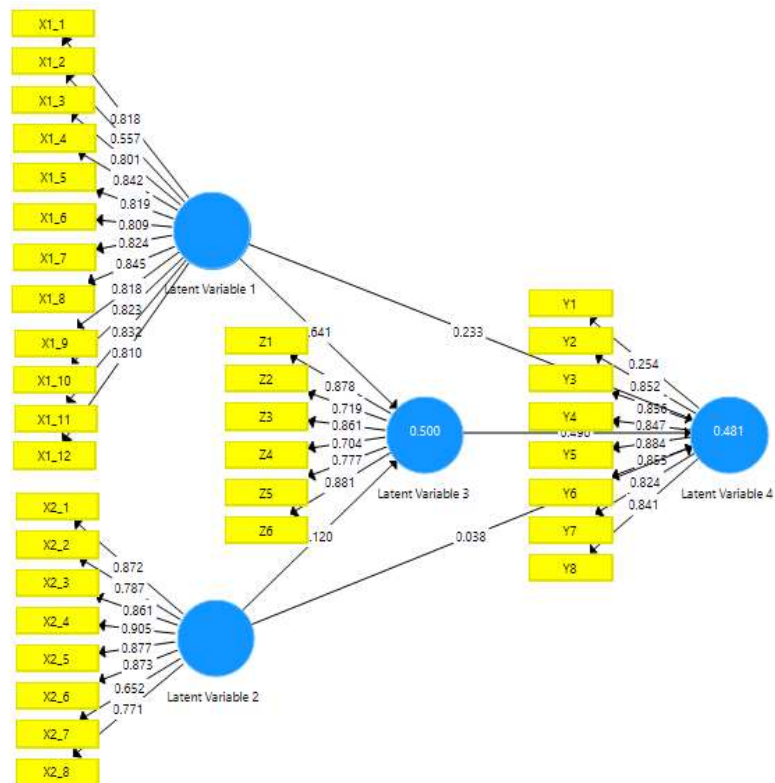 X1_1
X1_2
X1_3
X1_4
X1_5
X1_6
X1_7
X1_8
X1_9
X1_10
X1_11
X1_12
0.818
0.557
0.801
0.842
0.819
0.809
0.824
0.845
0.818
0.823
0.832
0.810
Latent Variable 1
.641
0.233
Z1
Z2
Z3
Z4
Z5
Z6
0.878
0.719
0.861
0.704
0.777
0.881
0.500
Latent Variable 3
0.490
Y1
Y2
Y3
Y4
Y5
Y6
Y7
Y8
0.254
0.852
0.856
0.847
0.884
0.855
0.824
0.841
0.481
Latent Variable 4
X2_1
X2_2
X2_3
X2_4
X2_5
X2_6
X2_7
X2_8
0.872
0.787
0.861
0.905
0.877
0.873
0.652
0.771
Latent Variable 2
.120
0.038